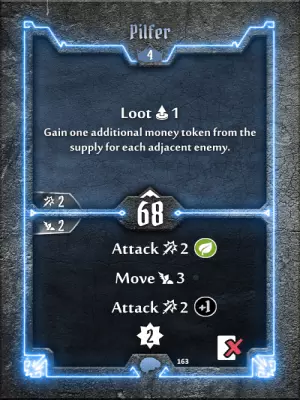 Pilfer
4
Loot 1
Gain one additional money token from the
supply for each adjacent enemy.
2
68
2
Attack 2
Move 3
Attack 2 +1
2
163